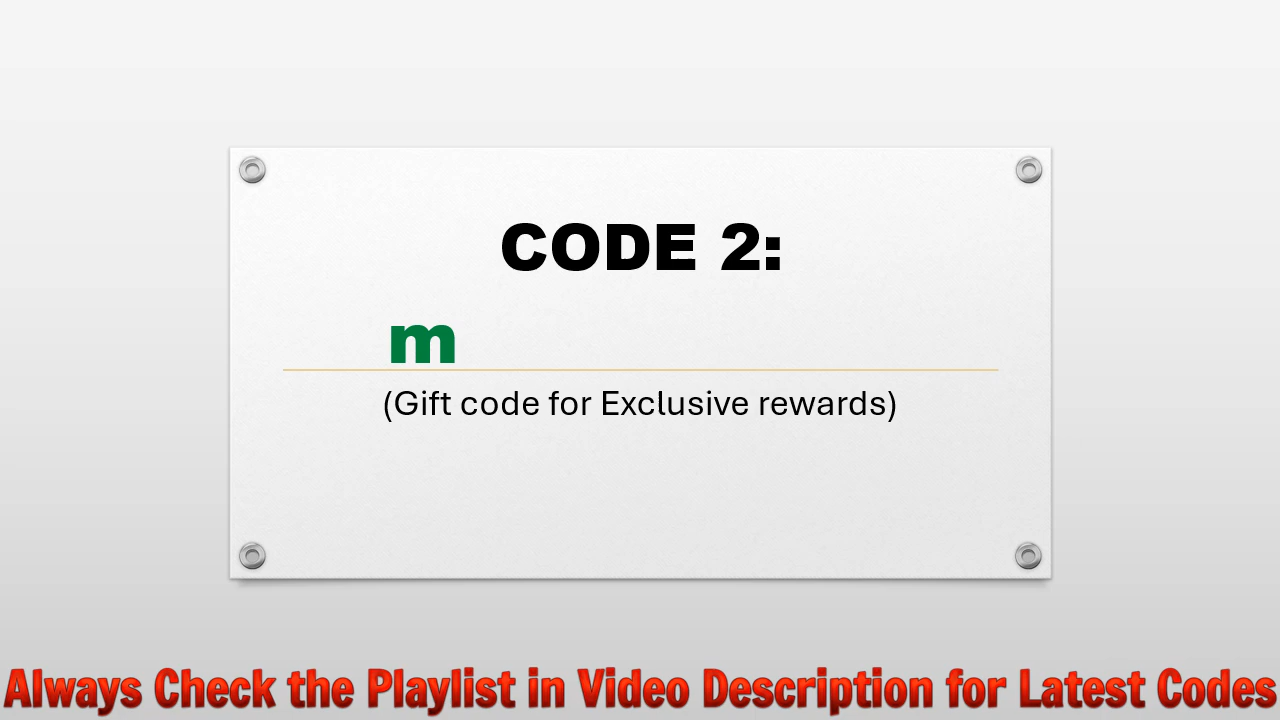 CODE 2:
m
(Gift code for Exclusive rewards)
Always Check the Playlist in Video Description for Latest Codes